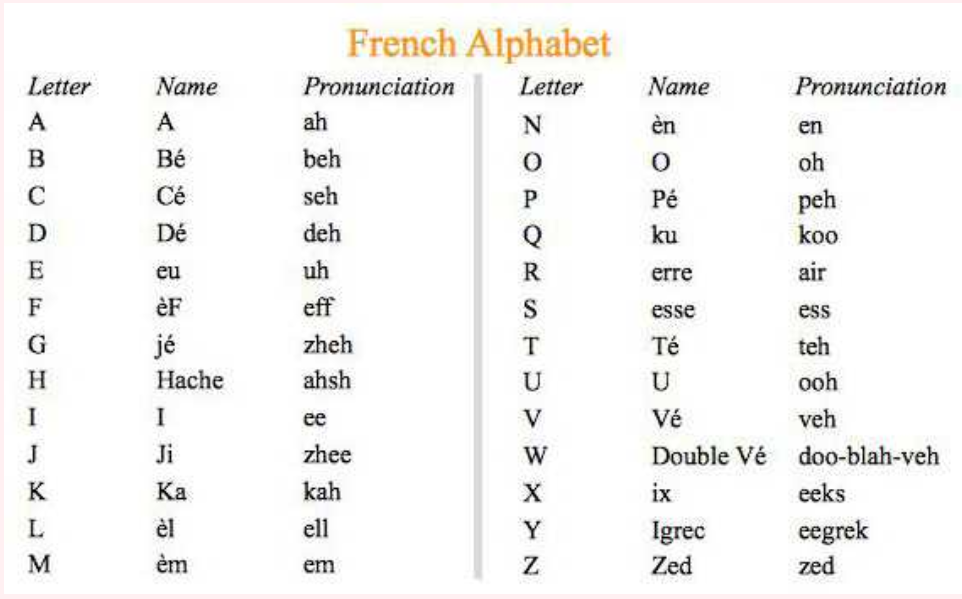 French Alphabet
Letter Name Pronunciation Letter Name Pronunciation
A A ah N èn en
B Bé beh O O oh
C Cé seh P Pé peh
D Dé deh Q ku koo
E eu uh R erre air
F èF eff S esse ess
G jé zheh T Té teh
H Hache ahsh U U ooh
I I ee V Vé veh
J Ji zhee W Double Vé doo-blah-veh
K Ka kah X ix eeks
L èl ell Y Igrec eegrek
M èm em Z Zed zed